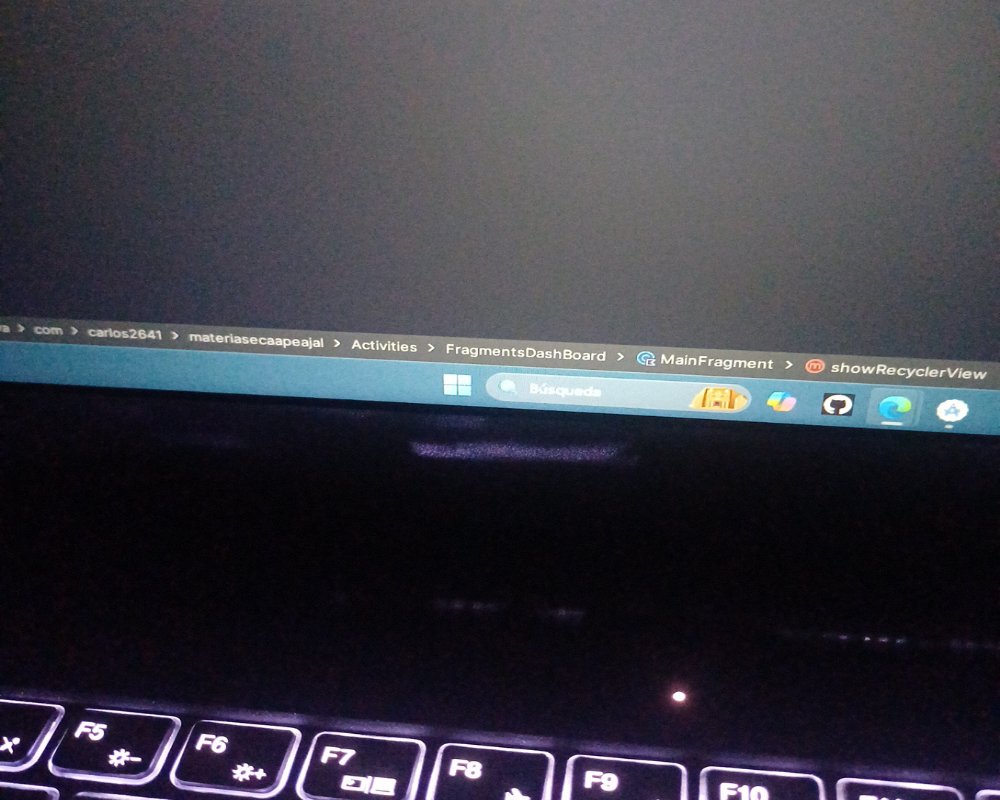 com > carlos2641 > materiasecaapeajal > Activities > FragmentsDashBoard > MainFragment > showRecyclerView
Búsqueda
F5 F6 F7 F8 F9 F10